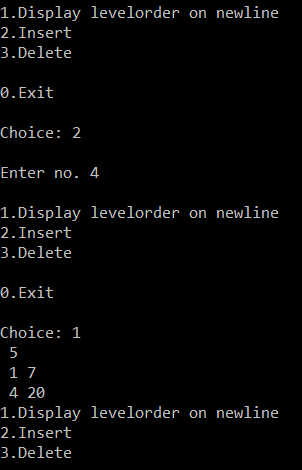 1.Display levelorder on newline
2.Insert
3.Delete
0.Exit
Choice: 2
Enter no. 4
1.Display levelorder on newline
2.Insert
3.Delete
0.Exit
Choice: 1
5
1 7
4 20
1.Display levelorder on newline
2.Insert
3.Delete